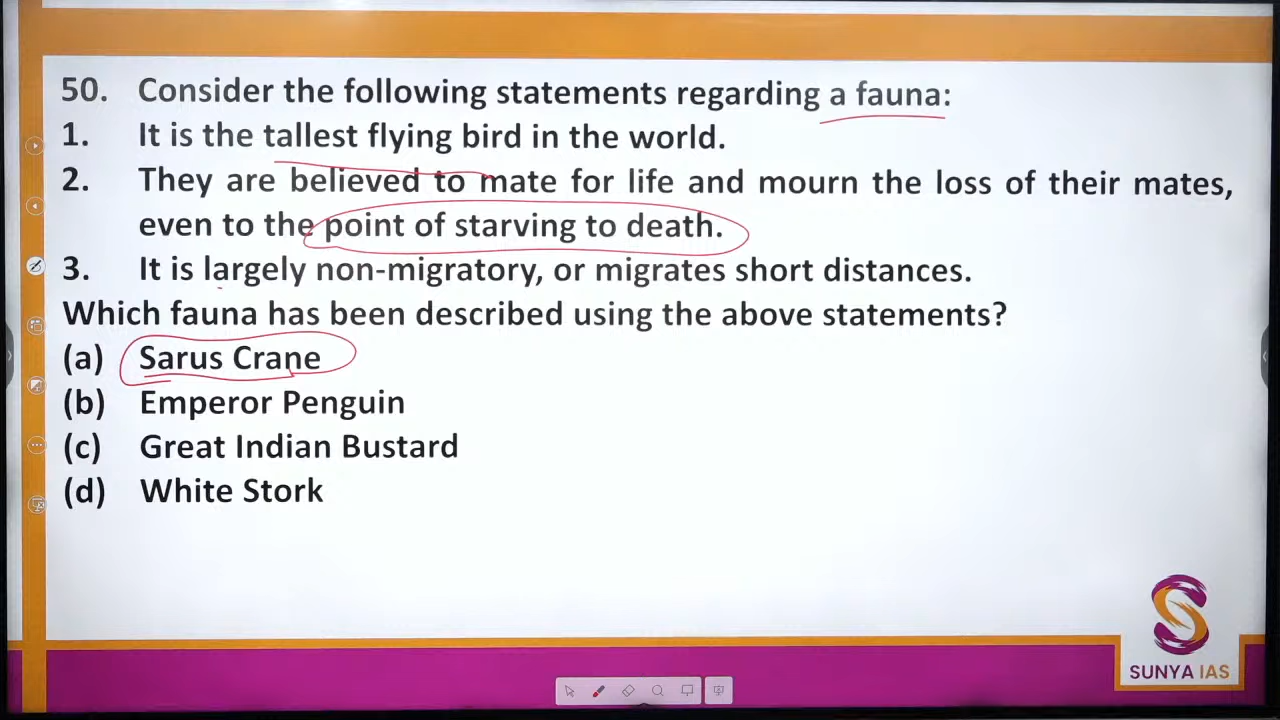 50. Consider the following statements regarding a fauna:
1. It is the tallest flying bird in the world.
2. They are believed to mate for life and mourn the loss of their mates,
even to the point of starving to death.
3. It is largely non-migratory, or migrates short distances.
Which fauna has been described using the above statements?
(a) Sarus Crane
(b) Emperor Penguin
(c) Great Indian Bustard
(d) White Stork
SUNYA IAS